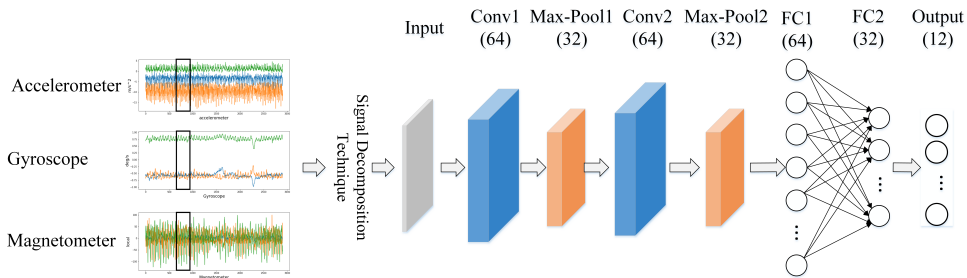 Input
Conv1
(64)
Max-Pool1
(32)
Conv2
(64)
Max-Pool2
(32)
FC1
(64)
FC2
(32)
Output
(12)
Accelerometer
accelerometer
Gyroscope
Gyroscope
Magnetometer
Magnetometer
Signal Decomposition
Technique